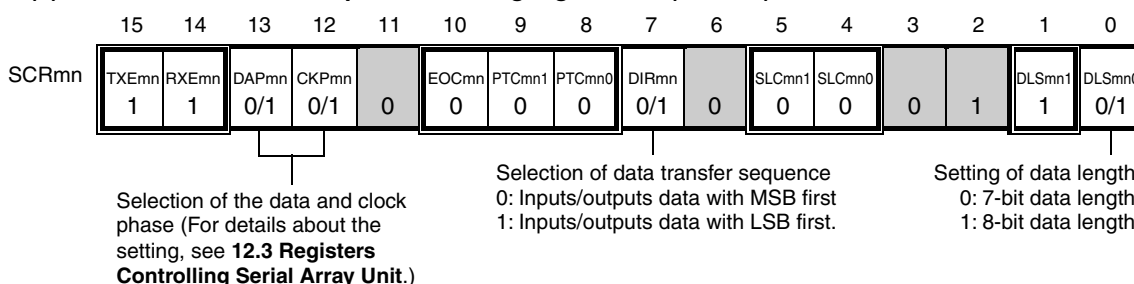 15 14 13 12 11 10 9 8 7 6 5 4 3 2 1 0
SCRmn
TXEmn RXEmn DAPmn CKPmn EOCmn PTCmn1 PTCmn0 DIRmn SLCmn1 SLCmn0 DLSmn1 DLSmn0
1 1 0/1 0/1 0 0 0 0 0/1 0 0 0 0 1 1 0/1
Selection of the data and clock
phase (For details about the
setting, see 12.3 Registers
Controlling Serial Array Unit.)
Selection of data transfer sequence
0: Inputs/outputs data with MSB first
1: Inputs/outputs data with LSB first.
Setting of data length
0: 7-bit data length
1: 8-bit data length